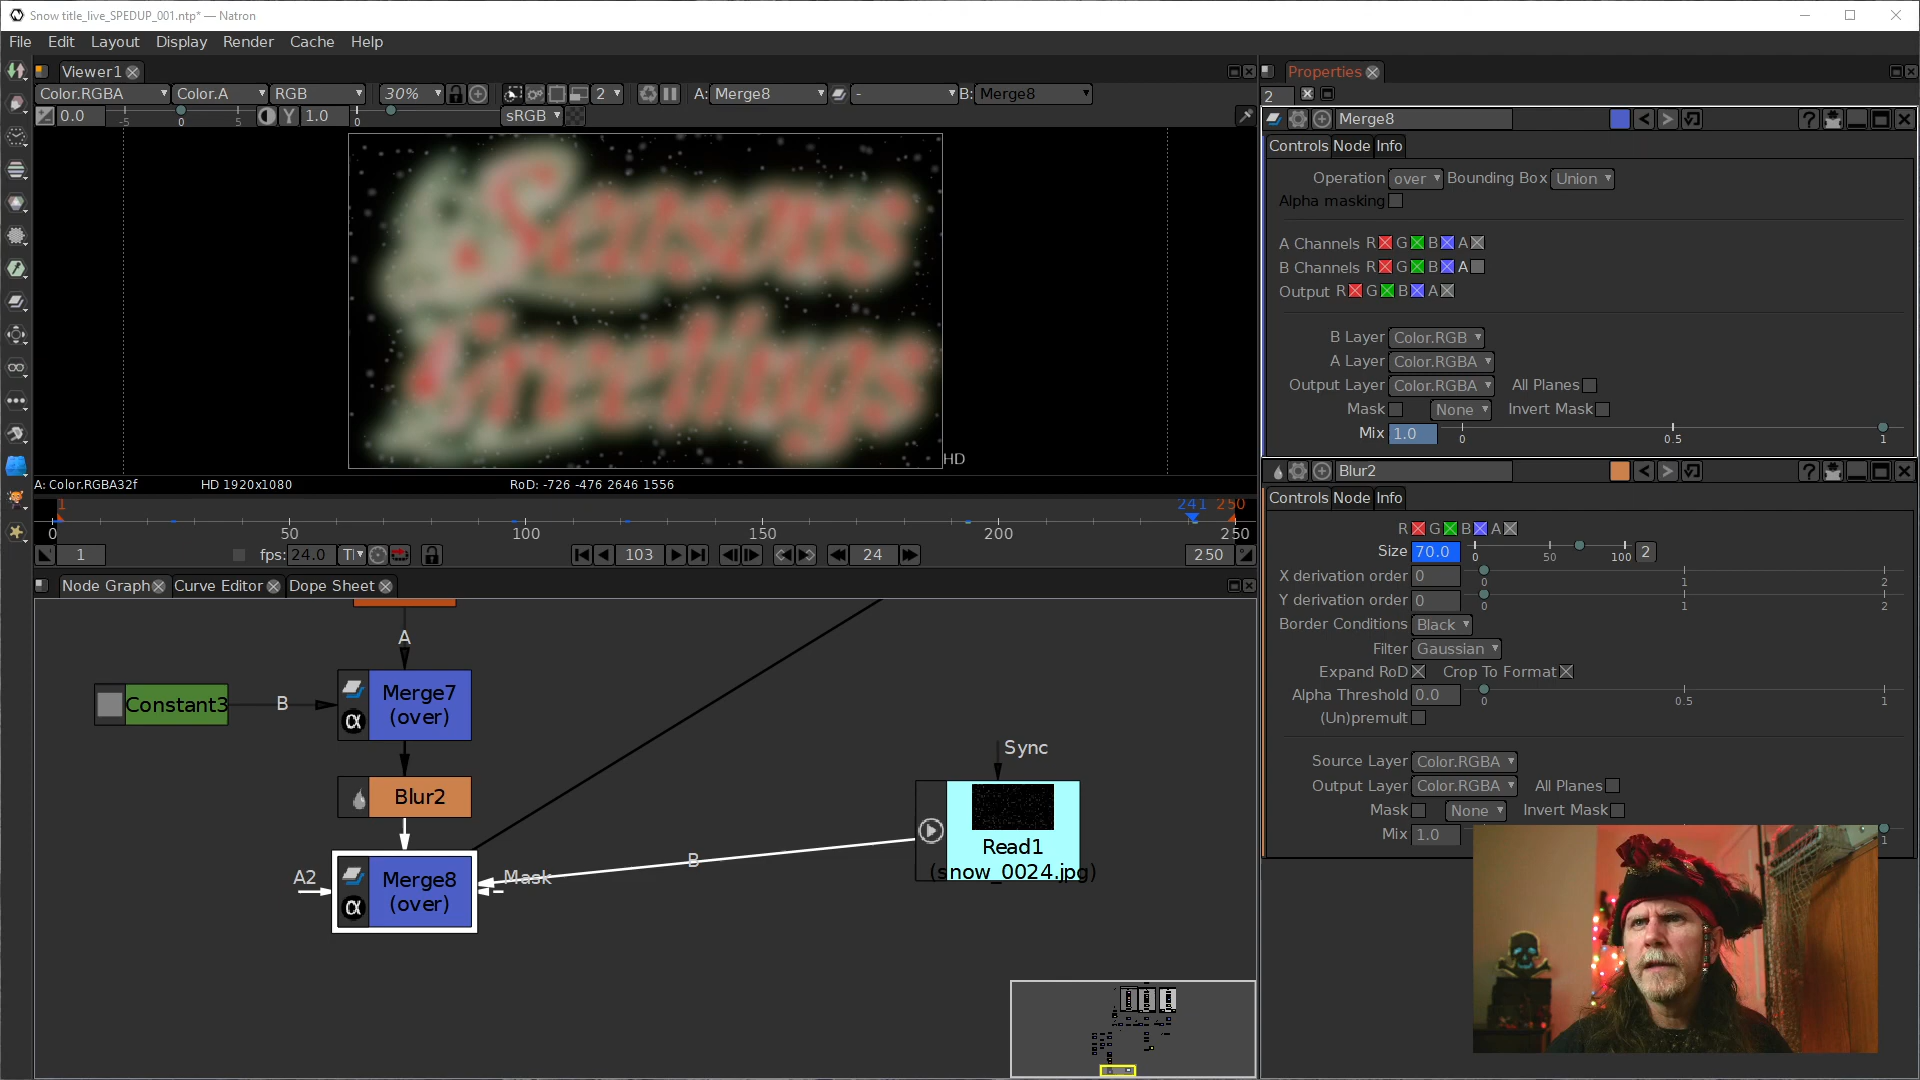 Snow title_live_SPEDUP_001.ntp* — Natron
File Edit Layout Display Render Cache Help
Viewer1
Color.RGBA Color.A RGB 30% 2 A: Merge8 - B: Merge8
0.0 -5 0 5 Y 1.0 0 sRGB
Seasons
Greetings
HD
A: Color.RGBA32f HD 1920x1080 RoD: -726 -476 2646 1556
1 241 250
0 50 100 150 200 250
1 fps: 24.0 103 24 250
Node Graph Curve Editor Dope Sheet
A
Constant3 B Merge7
(over)
Blur2
A2 Merge8
(over)
Mask
B
Sync
Read1
(snow_0024.jpg)
Properties
2
Merge8 < > ?
Controls Node Info
Operation over Bounding Box Union
Alpha masking
A Channels R G B A
B Channels R G B A
Output R G B A
B Layer Color.RGB
A Layer Color.RGBA
Output Layer Color.RGBA All Planes
Mask None Invert Mask
Mix 1.0 0 0.5 1
Blur2 < > ?
Controls Node Info
R G B A
Size 70.0 0 50 100 2
X derivation order 0 0 1 2
Y derivation order 0 0 1 2
Border Conditions Black
Filter Gaussian
Expand RoD Crop To Format
Alpha Threshold 0.0 0 0.5 1
(Un)premult
Source Layer Color.RGBA
Output Layer Color.RGBA All Planes
Mask None Invert Mask
Mix 1.0 1